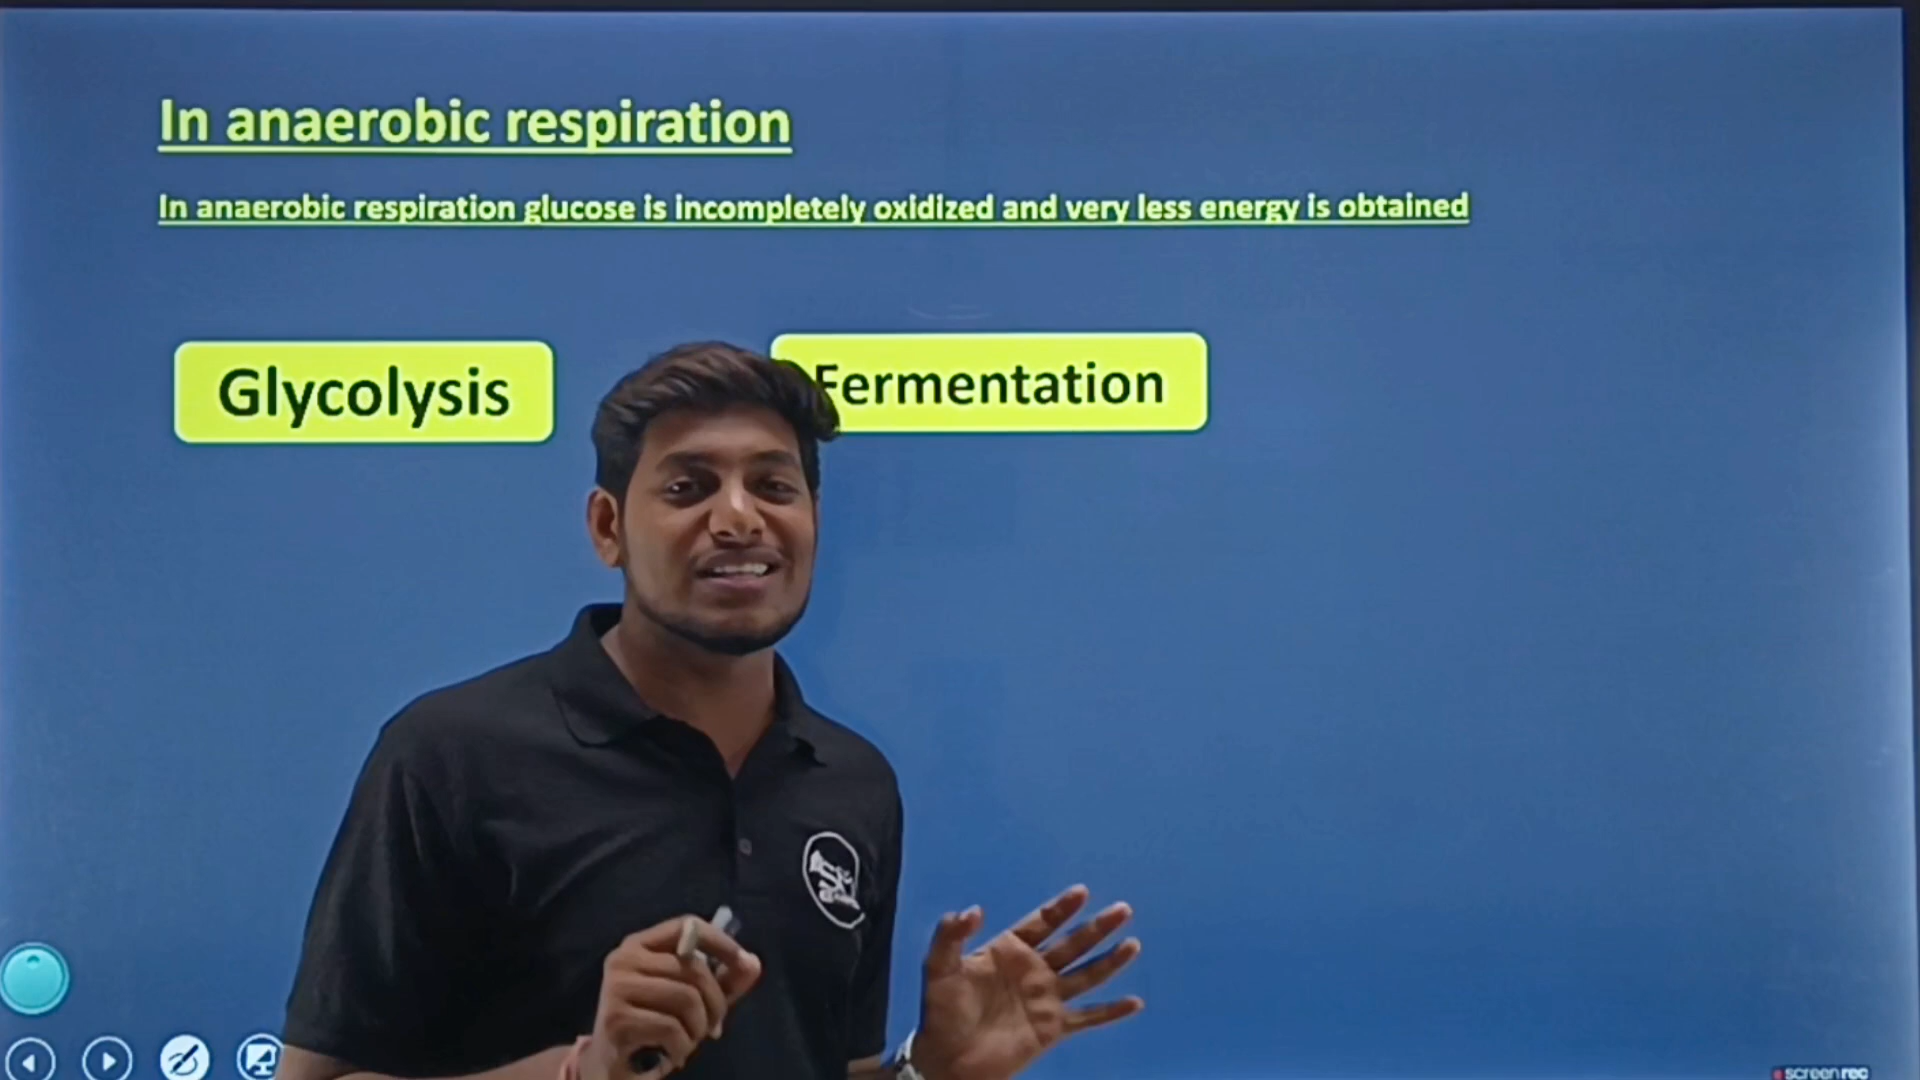 In anaerobic respiration
In anaerobic respiration glucose is incompletely oxidized and very less energy is obtained
Glycolysis
Fermentation
screenrec